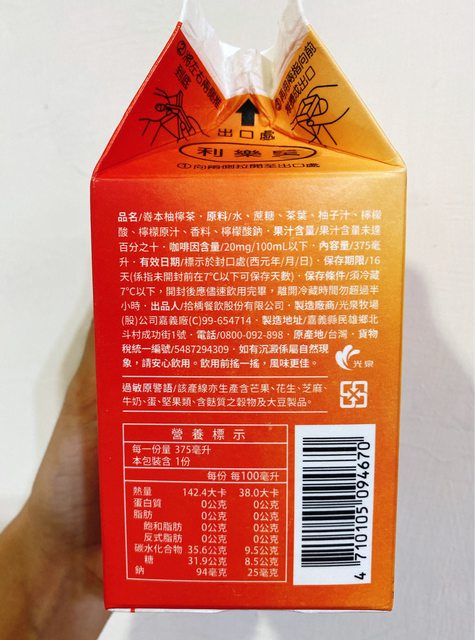 ②將左右兩側壓
到底
出口處
利樂皇
①向兩側拉開至出口處
品名/嵜本柚檸茶·原料/水、蔗糖、茶葉、柚子汁、檸檬
酸、檸檬原汁、香料、檸檬酸鈉·果汁含量/果汁含量未達
百分之十·咖啡因含量/20mg/100mL以下·內容量/375毫
升·有效日期/標示於封口處(西元年/月/日)·保存期限/16
天(係指未開封前在7℃以下可保存天數)·保存條件/須冷藏
7℃以下，開封後應儘速飲用完畢，離開冷藏時間勿超過半
小時、出品人/拾橘餐飲股份有限公司·製造廠商/光泉牧場
(股)公司嘉義廠(C)99-654714·製造地址/嘉義縣民雄鄉北
斗村成功街1號·電話/0800-092-898·原產地/台灣·貨物
稅統一編號/5487294309·如有沉澱係屬自然現
象，請安心飲用。飲用前搖一搖，風味更佳。
光泉
過敏原警語/該產線亦生產含芒果、花生、芝麻、
牛奶、蛋、堅果類、含麩質之穀物及大豆製品。
營養標示
每一份量 375毫升
本包裝含 1份
每份 每100毫升
熱量 142.4大卡 38.0大卡
蛋白質 0公克 0公克
脂肪 0公克 0公克
飽和脂肪 0公克 0公克
反式脂肪 0公克 0公克
碳水化合物 35.6公克 9.5公克
糖 31.9公克 8.5公克
鈉 94毫克 25毫克
4 710105 094670